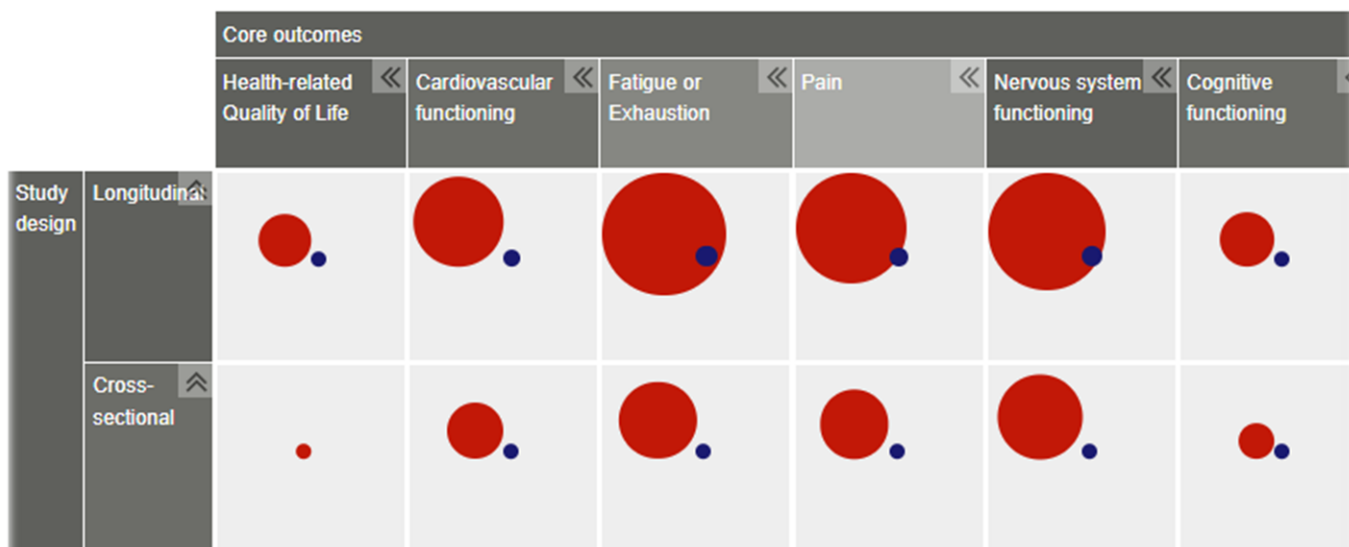 Core outcomes
Health-related
Quality of Life
Cardiovascular
functioning
Fatigue or
Exhaustion
Pain
Nervous system
functioning
Cognitive
functioning
Study
design
Longitudinal
Cross-
sectional